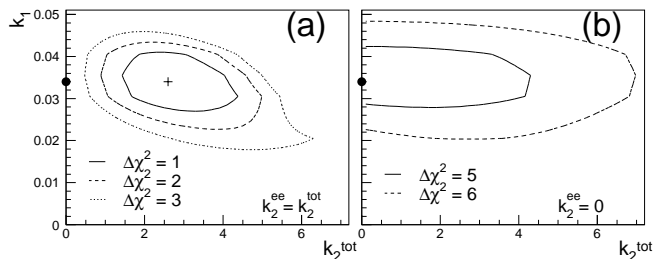 k₁
0.05
0.04
0.03
0.02
0.01
0
(a)
Δχ² = 1
Δχ² = 2
Δχ² = 3
k₂ᵉᵉ = k₂ᵗᵒᵗ
0 2 4 6
k₂ᵗᵒᵗ
(b)
Δχ² = 5
Δχ² = 6
k₂ᵉᵉ = 0
0 2 4 6
k₂ᵗᵒᵗ